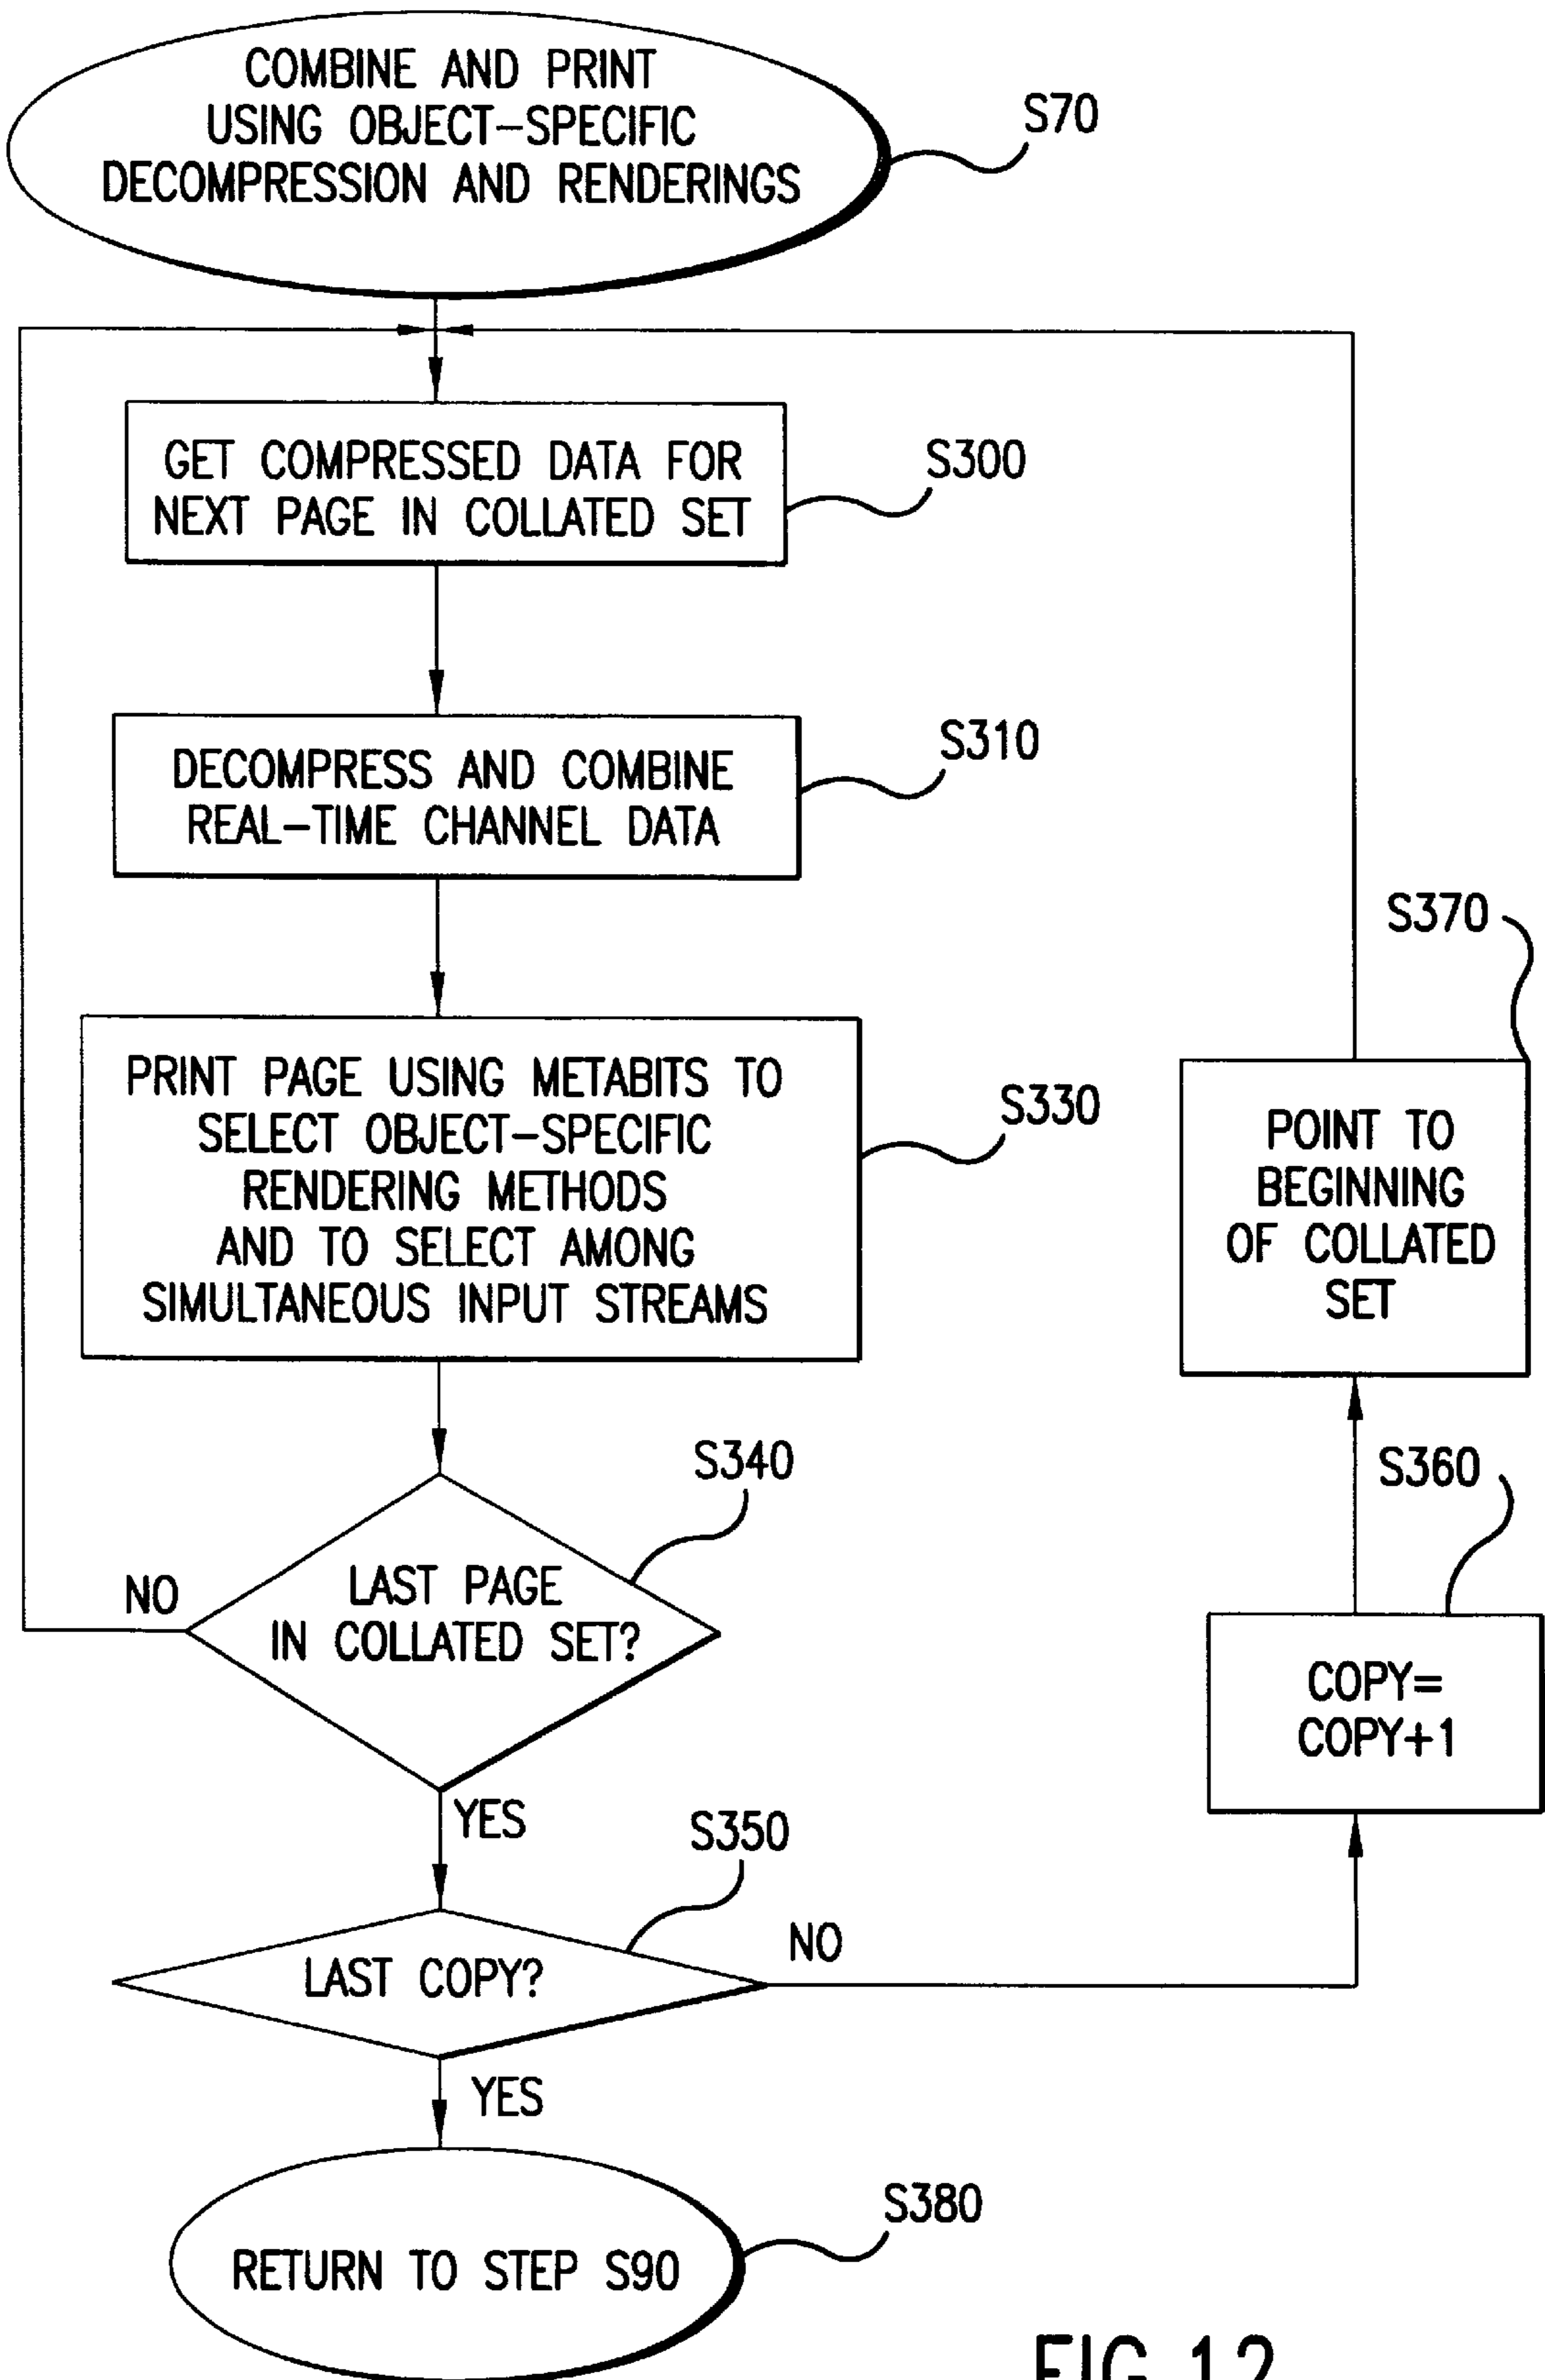 COMBINE AND PRINT
USING OBJECT-SPECIFIC
DECOMPRESSION AND RENDERINGS
S70
GET COMPRESSED DATA FOR
NEXT PAGE IN COLLATED SET
S300
DECOMPRESS AND COMBINE
REAL-TIME CHANNEL DATA
S310
PRINT PAGE USING METABITS TO
SELECT OBJECT-SPECIFIC
RENDERING METHODS
AND TO SELECT AMONG
SIMULTANEOUS INPUT STREAMS
S330
S370
POINT TO
BEGINNING
OF COLLATED
SET
S340
LAST PAGE
IN COLLATED SET?
NO
YES
S360
COPY=
COPY+1
S350
LAST COPY?
NO
YES
RETURN TO STEP S90
S380
FIG.12